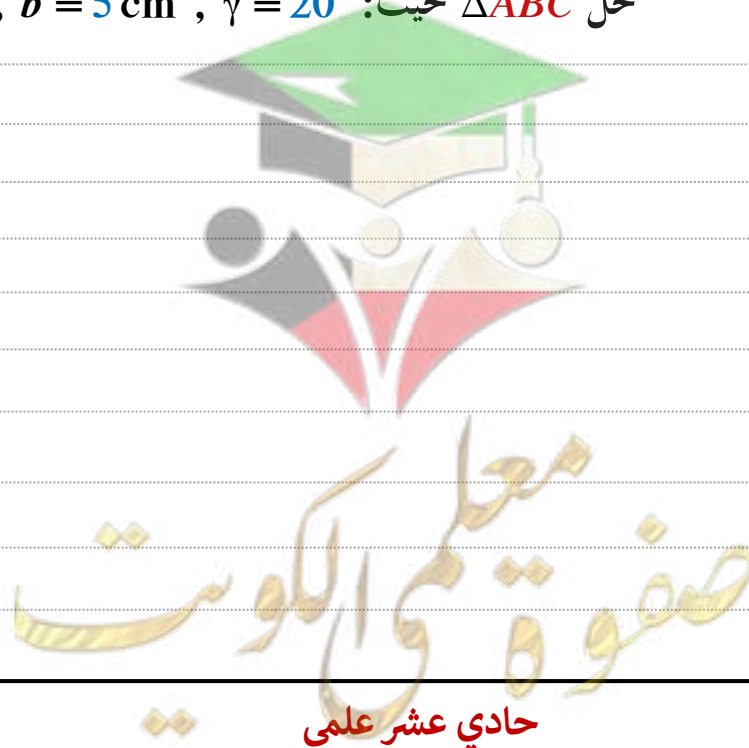 حل ΔABC حيث: b = 5 cm , γ = 20 ,
صفوة معلمي الكويت
حادي عشر علمي